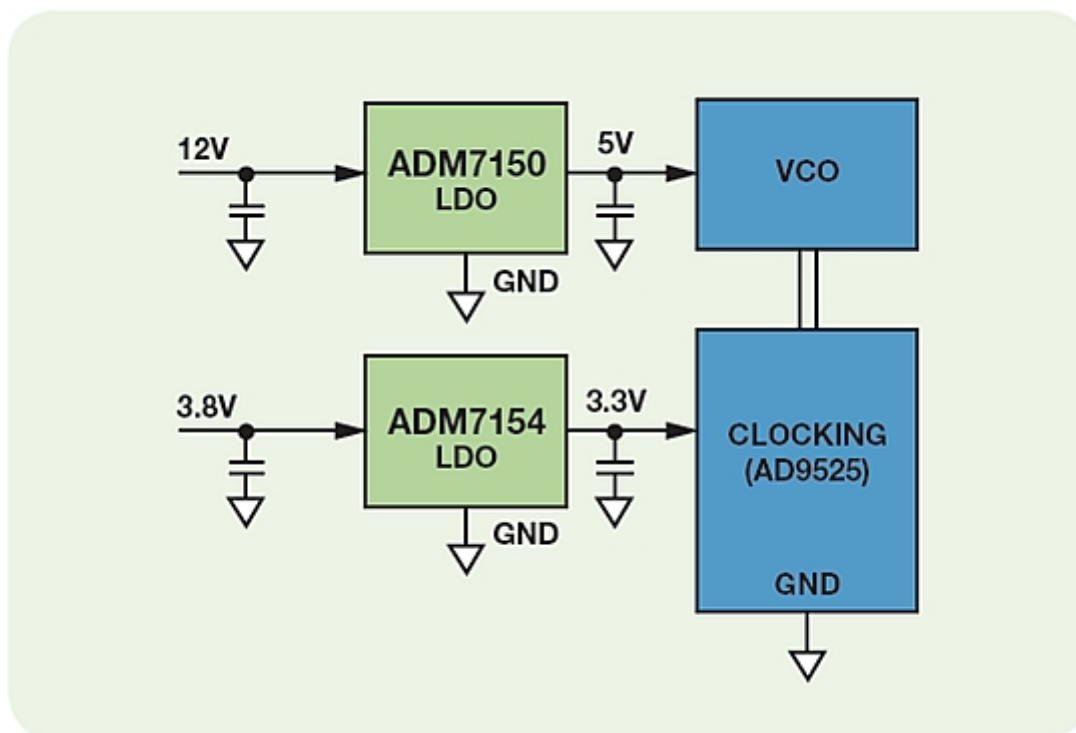 12V
ADM7150
LDO
5V
VCO
GND
3.8V
ADM7154
LDO
3.3V
CLOCKING
(AD9525)
GND
GND